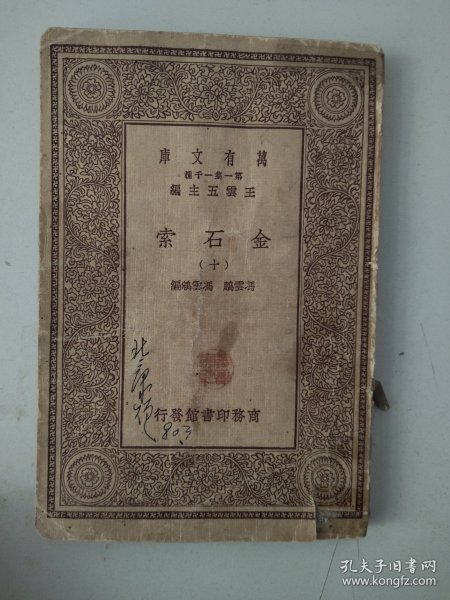 萬有文庫
第一集一千種
王雲五主編
金石索
(十)
馮雲鵬 馮雲鵷編
商務印書館發行
80.3
孔夫子旧书网
www.kongfz.com